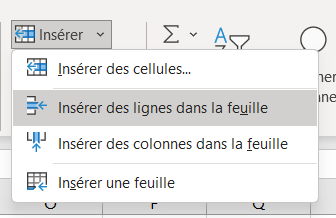 Insérer
Insérer des cellules...
Insérer des lignes dans la feuille
Insérer des colonnes dans la feuille
Insérer une feuille
Q